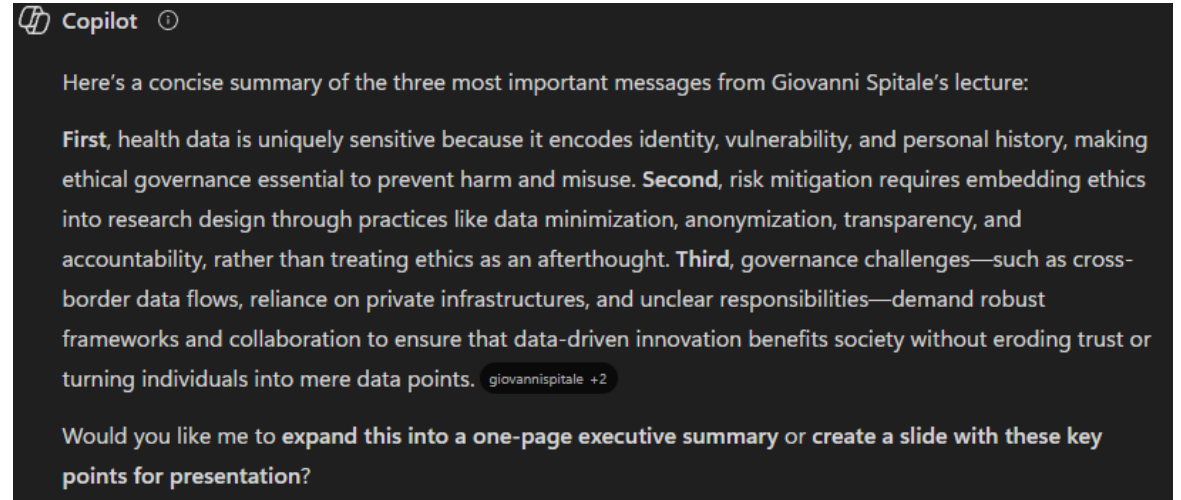 Copilot
Here's a concise summary of the three most important messages from Giovanni Spitale's lecture:
First, health data is uniquely sensitive because it encodes identity, vulnerability, and personal history, making
ethical governance essential to prevent harm and misuse. Second, risk mitigation requires embedding ethics
into research design through practices like data minimization, anonymization, transparency, and
accountability, rather than treating ethics as an afterthought. Third, governance challenges—such as cross-
border data flows, reliance on private infrastructures, and unclear responsibilities—demand robust
frameworks and collaboration to ensure that data-driven innovation benefits society without eroding trust or
turning individuals into mere data points. giovannispitale +2
Would you like me to expand this into a one-page executive summary or create a slide with these key
points for presentation?